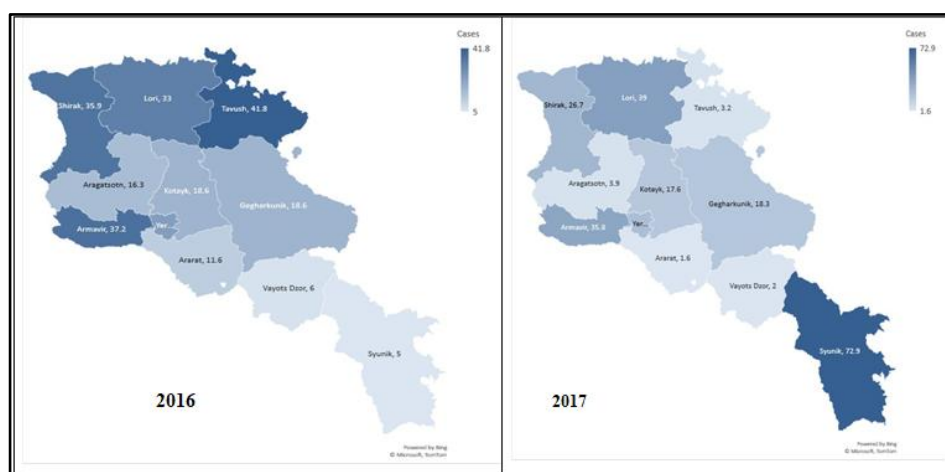 Cases
41.8
5
Shirak, 35.9
Lori, 33
Tavush, 41.8
Aragatsotn, 16.3
Kotayk, 18.6
Gegharkunik, 18.6
Armavir, 37.2
Yer...
Ararat, 11.6
Vayots Dzor, 6
Syunik, 5
2016
Powered by Bing
© Microsoft, TomTom
Cases
72.9
1.6
Shirak, 26.7
Lori, 39
Tavush, 3.2
Aragatsotn, 3.9
Kotayk, 17.6
Gegharkunik, 18.3
Armavir, 35.8
Yer...
Ararat, 1.6
Vayots Dzor, 2
Syunik, 72.9
2017
Powered by Bing
© Microsoft, TomTom